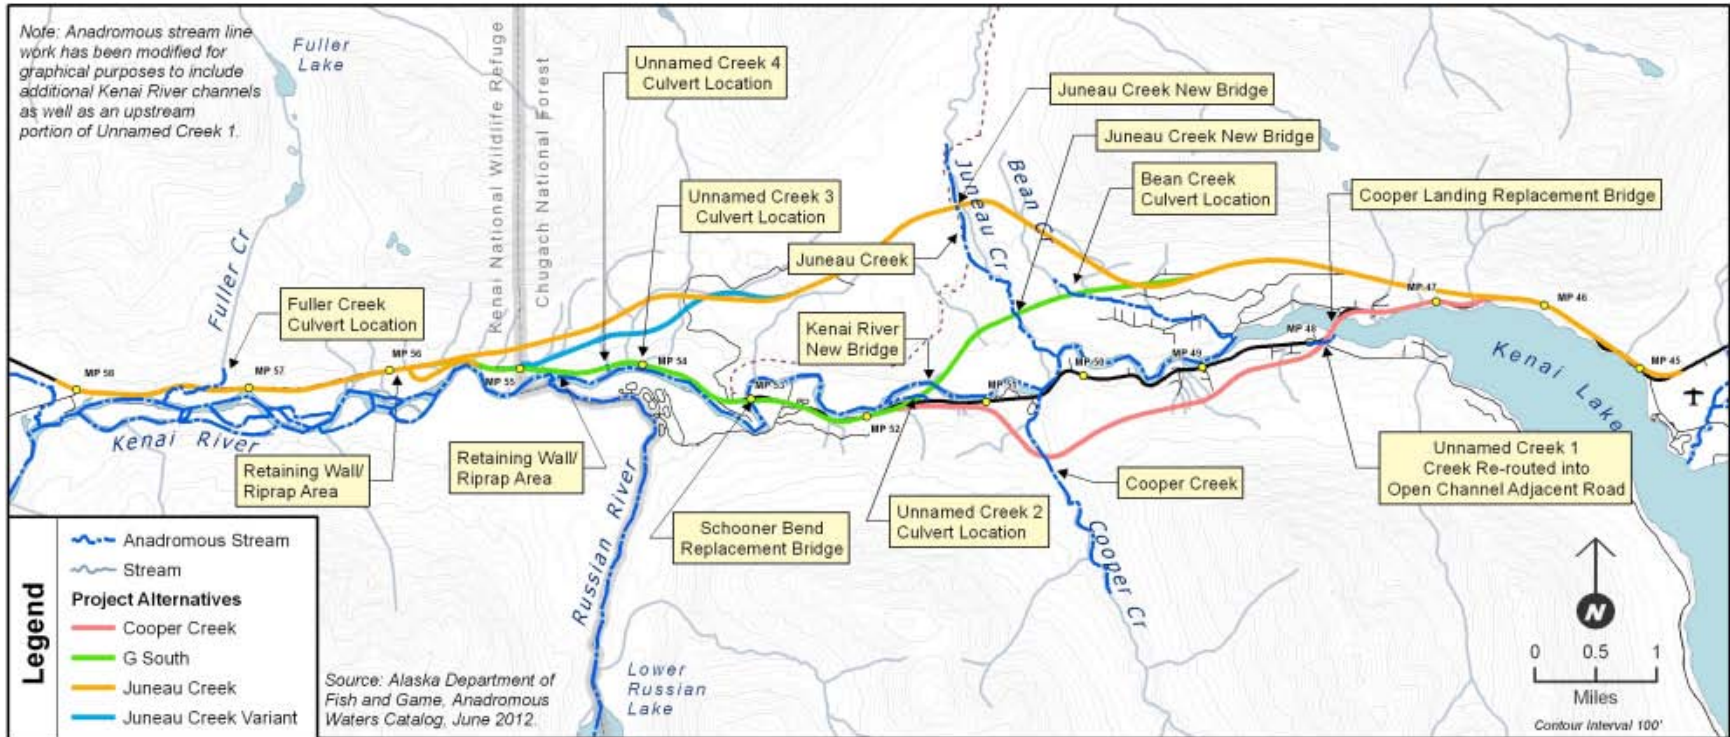 Note: Anadromous stream line
work has been modified for
graphical purposes to include
additional Kenai River channels
as well as an upstream
portion of Unnamed Creek 1.
Fuller
Lake
Kenai National Wildlife Refuge
Chugach National Forest
Unnamed Creek 4
Culvert Location
Juneau Creek New Bridge
Juneau Creek New Bridge
Bean Creek
Culvert Location
Cooper Landing Replacement Bridge
Unnamed Creek 3
Culvert Location
Juneau Cr
Bean Cr
Juneau Creek
Fuller Cr
Fuller Creek
Culvert Location
Kenai River
New Bridge
MP 58
MP 57
MP 56
MP 55
MP 54
MP 53
MP 52
MP 51
MP 50
MP 49
MP 48
MP 47
MP 46
MP 45
Kenai Lake
Kenai River
Retaining Wall/
Riprap Area
Retaining Wall/
Riprap Area
Russian River
Schooner Bend
Replacement Bridge
Unnamed Creek 2
Culvert Location
Cooper Creek
Cooper Cr
Unnamed Creek 1
Creek Re-routed into
Open Channel Adjacent Road
Legend
Anadromous Stream
Stream
Project Alternatives
Cooper Creek
G South
Juneau Creek
Juneau Creek Variant
Source: Alaska Department of
Fish and Game, Anadromous
Waters Catalog, June 2012.
Lower
Russian
Lake
N
0 0.5 1
Miles
Contour Interval 100'